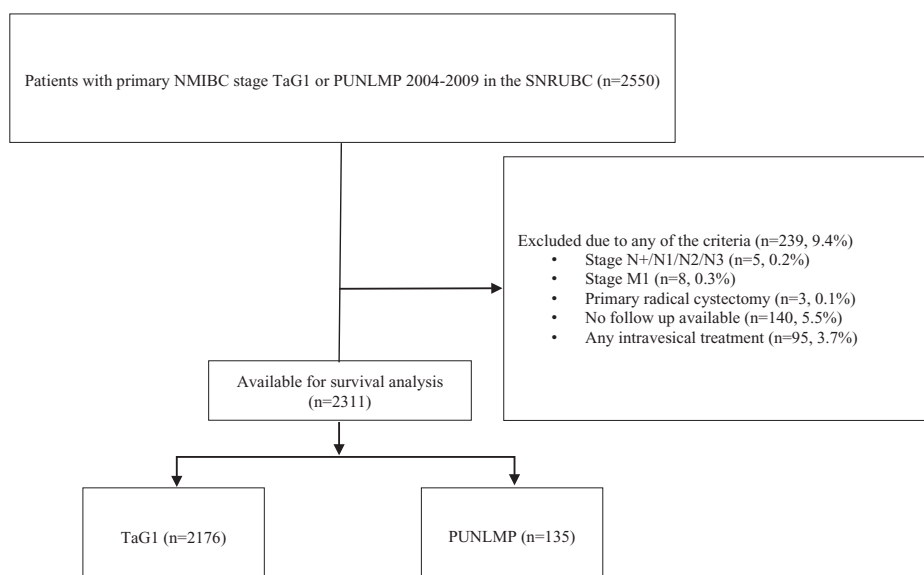 Patients with primary NMIBC stage TaG1 or PUNLMP 2004-2009 in the SNRUBC (n=2550)
Excluded due to any of the criteria (n=239, 9.4%)
• Stage N+/N1/N2/N3 (n=5, 0.2%)
• Stage M1 (n=8, 0.3%)
• Primary radical cystectomy (n=3, 0.1%)
• No follow up available (n=140, 5.5%)
• Any intravesical treatment (n=95, 3.7%)
Available for survival analysis
(n=2311)
TaG1 (n=2176)
PUNLMP (n=135)